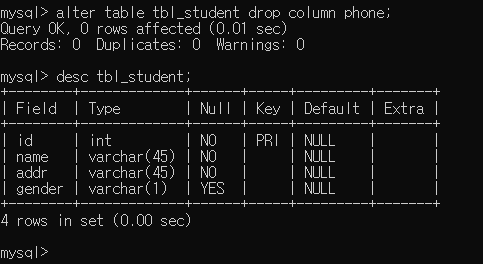 mysql> alter table tbl_student drop column phone;
Query OK, 0 rows affected (0.01 sec)
Records: 0  Duplicates: 0  Warnings: 0
mysql> desc tbl_student;
+--------+-------------+------+-----+---------+-------+
| Field  | Type        | Null | Key | Default | Extra |
+--------+-------------+------+-----+---------+-------+
| id     | int         | NO   | PRI | NULL    |       |
| name   | varchar(45) | NO   |     | NULL    |       |
| addr   | varchar(45) | NO   |     | NULL    |       |
| gender | varchar(1)  | YES  |     | NULL    |       |
+--------+-------------+------+-----+---------+-------+
4 rows in set (0.00 sec)
mysql>